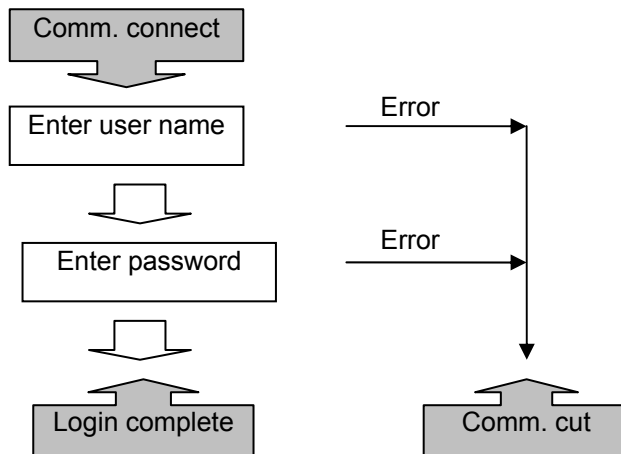 Comm. connect
Error
Enter user name
Error
Enter password
Login complete
Comm. cut